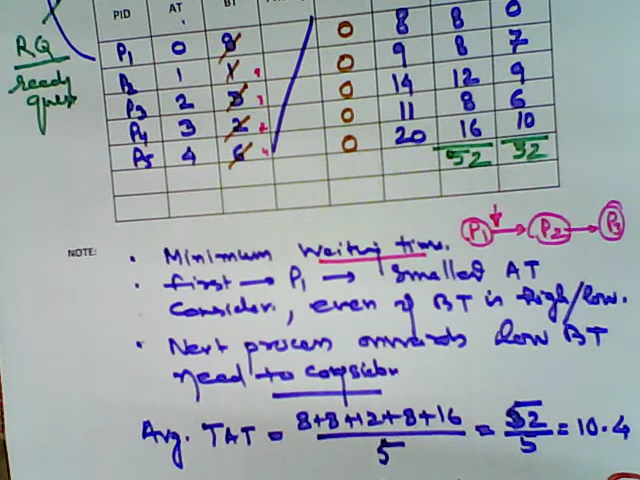 PID AT BT
RQ
ready
queue
P1 0 8 0 8 8 0
P2 1 1 0 9 8 7
P3 2 3 0 14 12 9
P4 3 2 0 11 8 6
P5 4 6 0 20 16 10
52 32
P1 → P2 → P3
NOTE:
• Minimum Waiting time.
• first → P1 → smallest AT
consider, even if BT is high/low.
• Next process onwards low BT
need to consider
Avg. TAT = 8+8+12+8+16 / 5 = 52 / 5 = 10.4